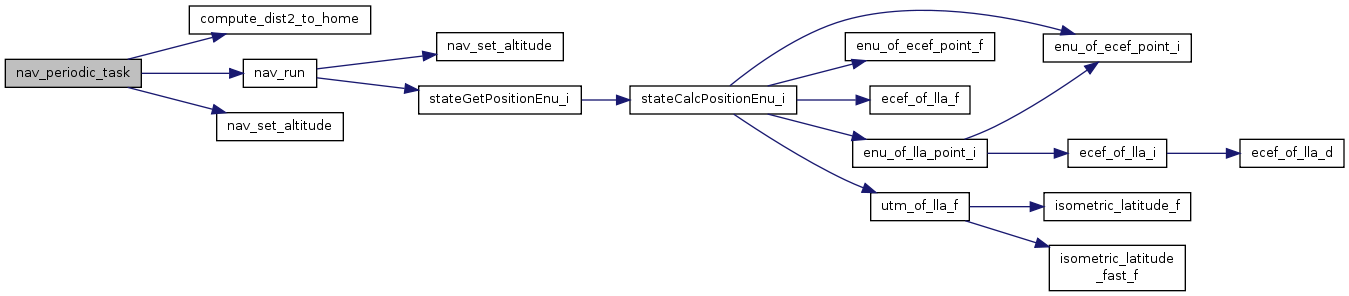 nav_periodic_task
compute_dist2_to_home
nav_run
nav_set_altitude
nav_set_altitude
stateGetPositionEnu_i
stateCalcPositionEnu_i
enu_of_ecef_point_f
ecef_of_lla_f
enu_of_lla_point_i
utm_of_lla_f
enu_of_ecef_point_i
ecef_of_lla_i
ecef_of_lla_d
isometric_latitude_f
isometric_latitude
_fast_f